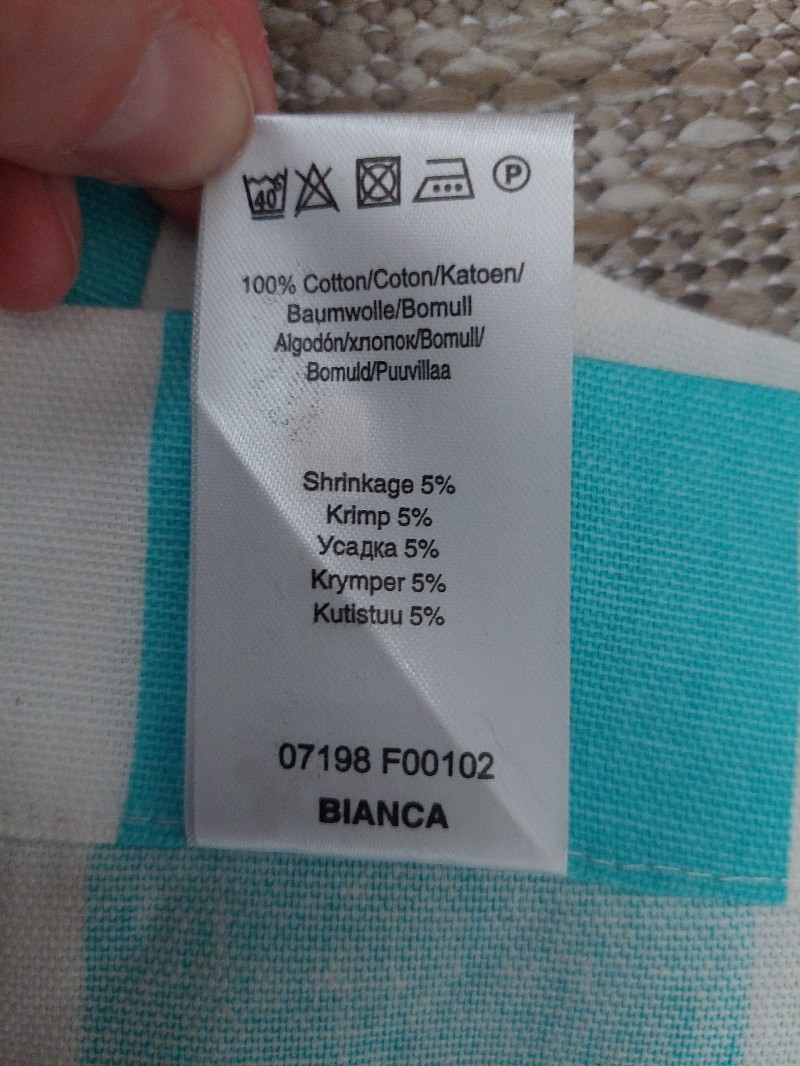 40°
P
100% Cotton/Coton/Katoen/
Baumwolle/Bomull
Algodón/хлопок/Bomull/
Bomuld/Puuvillaa
Shrinkage 5%
Krimp 5%
Усадка 5%
Krymper 5%
Kutistuu 5%
07198 F00102
BIANCA